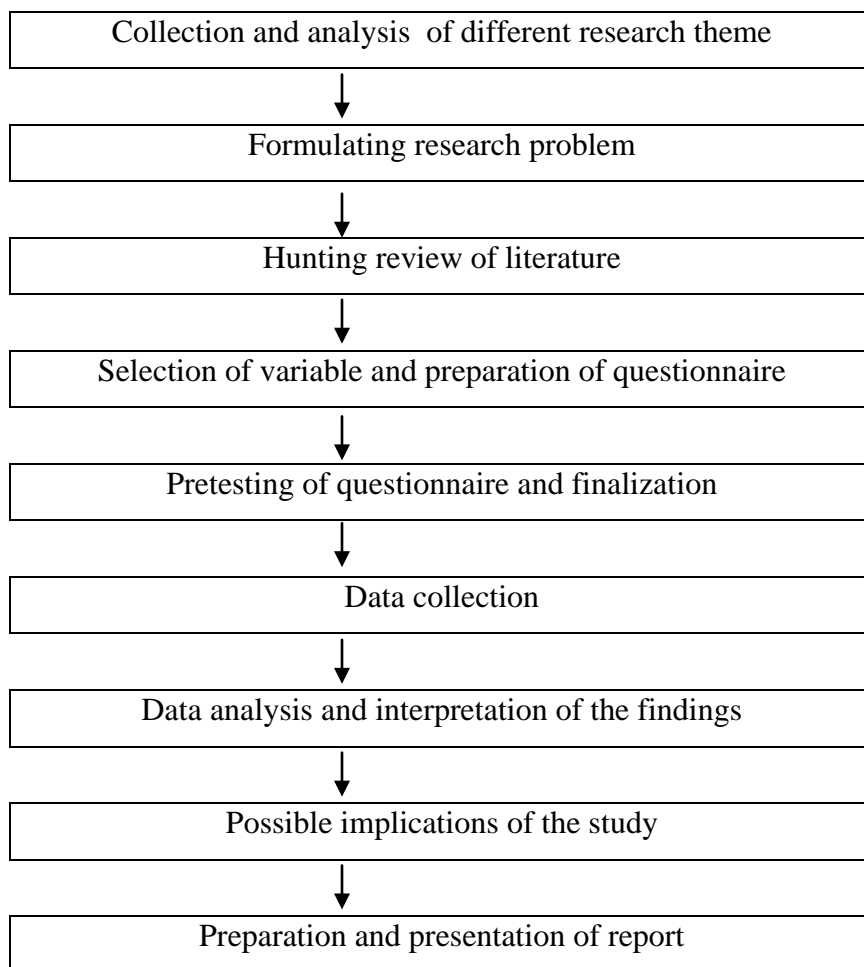 Collection and analysis of different research theme
Formulating research problem
Hunting review of literature
Selection of variable and preparation of questionnaire
Pretesting of questionnaire and finalization
Data collection
Data analysis and interpretation of the findings
Possible implications of the study
Preparation and presentation of report